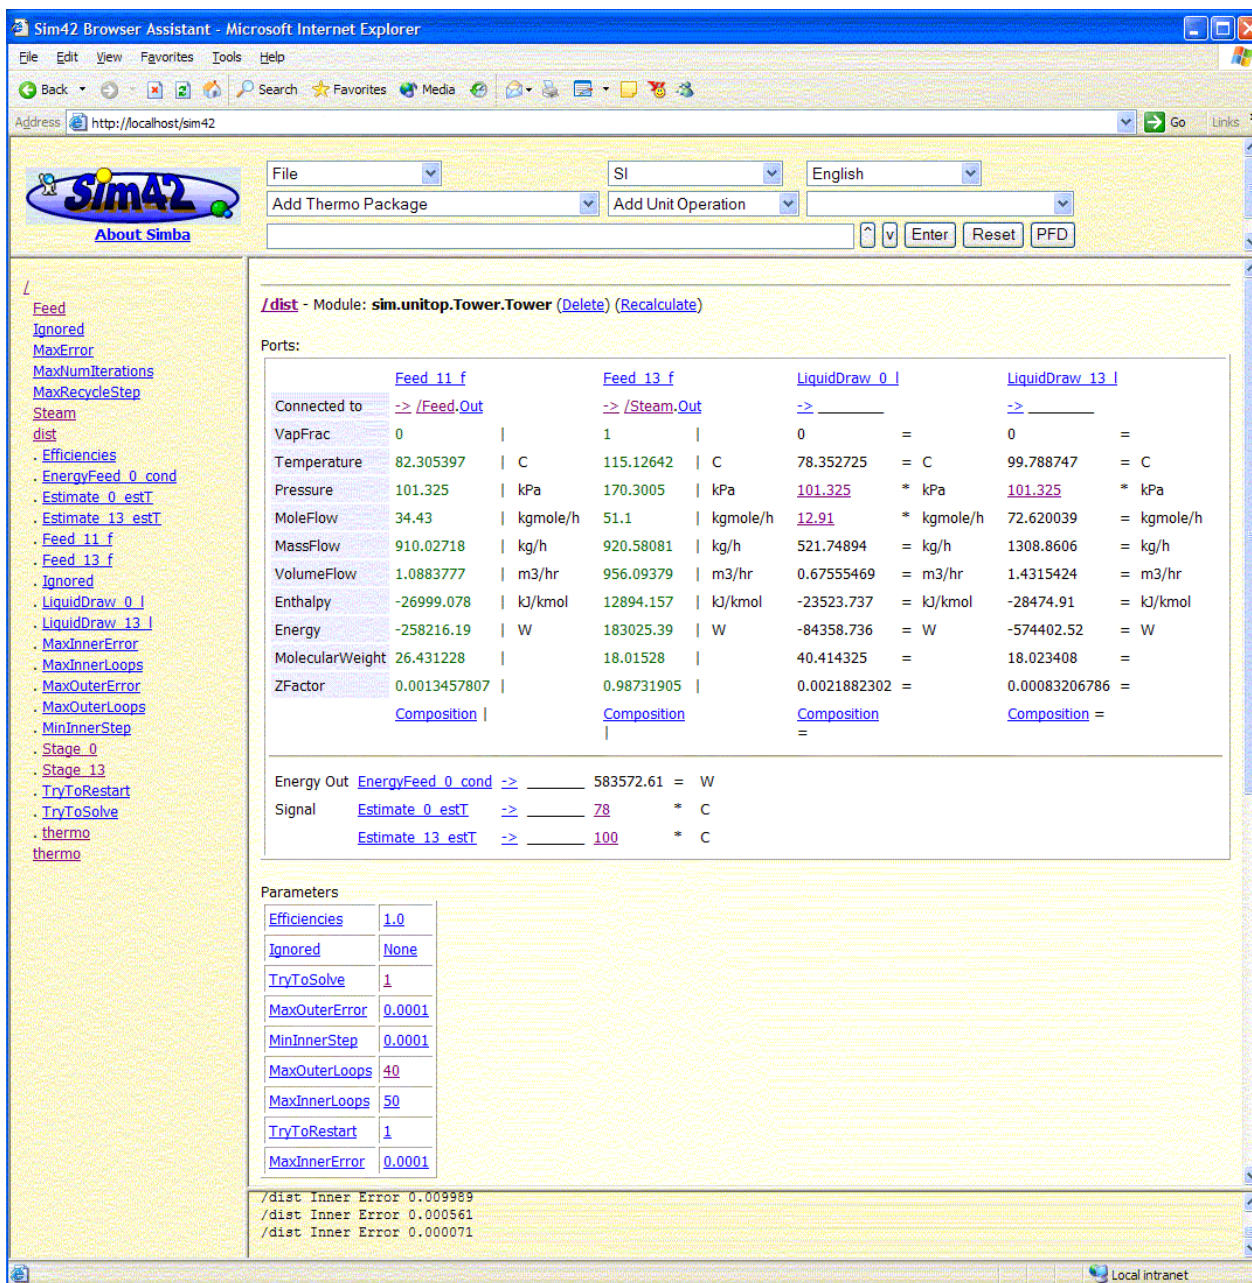 Sim42 Browser Assistant - Microsoft Internet Explorer
File Edit View Favorites Tools Help
Back Search Favorites Media
Address http://localhost/sim42 Go Links
Sim42
About Simba
File SI English
Add Thermo Package Add Unit Operation
^ v Enter Reset PFD
/
Feed
Ignored
MaxError
MaxNumIterations
MaxRecycleStep
Steam
dist
. Efficiencies
. EnergyFeed_0_cond
. Estimate_0_estT
. Estimate_13_estT
. Feed_11_f
. Feed_13_f
. Ignored
. LiquidDraw_0_l
. LiquidDraw_13_l
. MaxInnerError
. MaxInnerLoops
. MaxOuterError
. MaxOuterLoops
. MinInnerStep
. Stage_0
. Stage_13
. TryToRestart
. TryToSolve
. thermo
thermo
/dist - Module: sim.unitop.Tower.Tower (Delete) (Recalculate)
Ports:
Feed_11_f Feed_13_f LiquidDraw_0_l LiquidDraw_13_l
Connected to -> /Feed.Out -> /Steam.Out -> ________ -> ________
VapFrac 0 | 1 | 0 = 0 =
Temperature 82.305397 | C 115.12642 | C 78.352725 = C 99.788747 = C
Pressure 101.325 | kPa 170.3005 | kPa 101.325 * kPa 101.325 * kPa
MoleFlow 34.43 | kgmole/h 51.1 | kgmole/h 12.91 * kgmole/h 72.620039 = kgmole/h
MassFlow 910.02718 | kg/h 920.58081 | kg/h 521.74894 = kg/h 1308.8606 = kg/h
VolumeFlow 1.0883777 | m3/hr 956.09379 | m3/hr 0.67555469 = m3/hr 1.4315424 = m3/hr
Enthalpy -26999.078 | kJ/kmol 12894.157 | kJ/kmol -23523.737 = kJ/kmol -28474.91 = kJ/kmol
Energy -258216.19 | W 183025.39 | W -84358.736 = W -574402.52 = W
MolecularWeight 26.431228 | 18.01528 | 40.414325 = 18.023408 =
ZFactor 0.0013457807 | 0.98731905 | 0.0021882302 = 0.00083206786 =
Composition | Composition | Composition = Composition =
Energy Out EnergyFeed_0_cond -> _______ 583572.61 = W
Signal Estimate_0_estT -> _______ 78 * C
Estimate_13_estT -> _______ 100 * C
Parameters
Efficiencies 1.0
Ignored None
TryToSolve 1
MaxOuterError 0.0001
MinInnerStep 0.0001
MaxOuterLoops 40
MaxInnerLoops 50
TryToRestart 1
MaxInnerError 0.0001
/dist Inner Error 0.009989
/dist Inner Error 0.000561
/dist Inner Error 0.000071
Local intranet